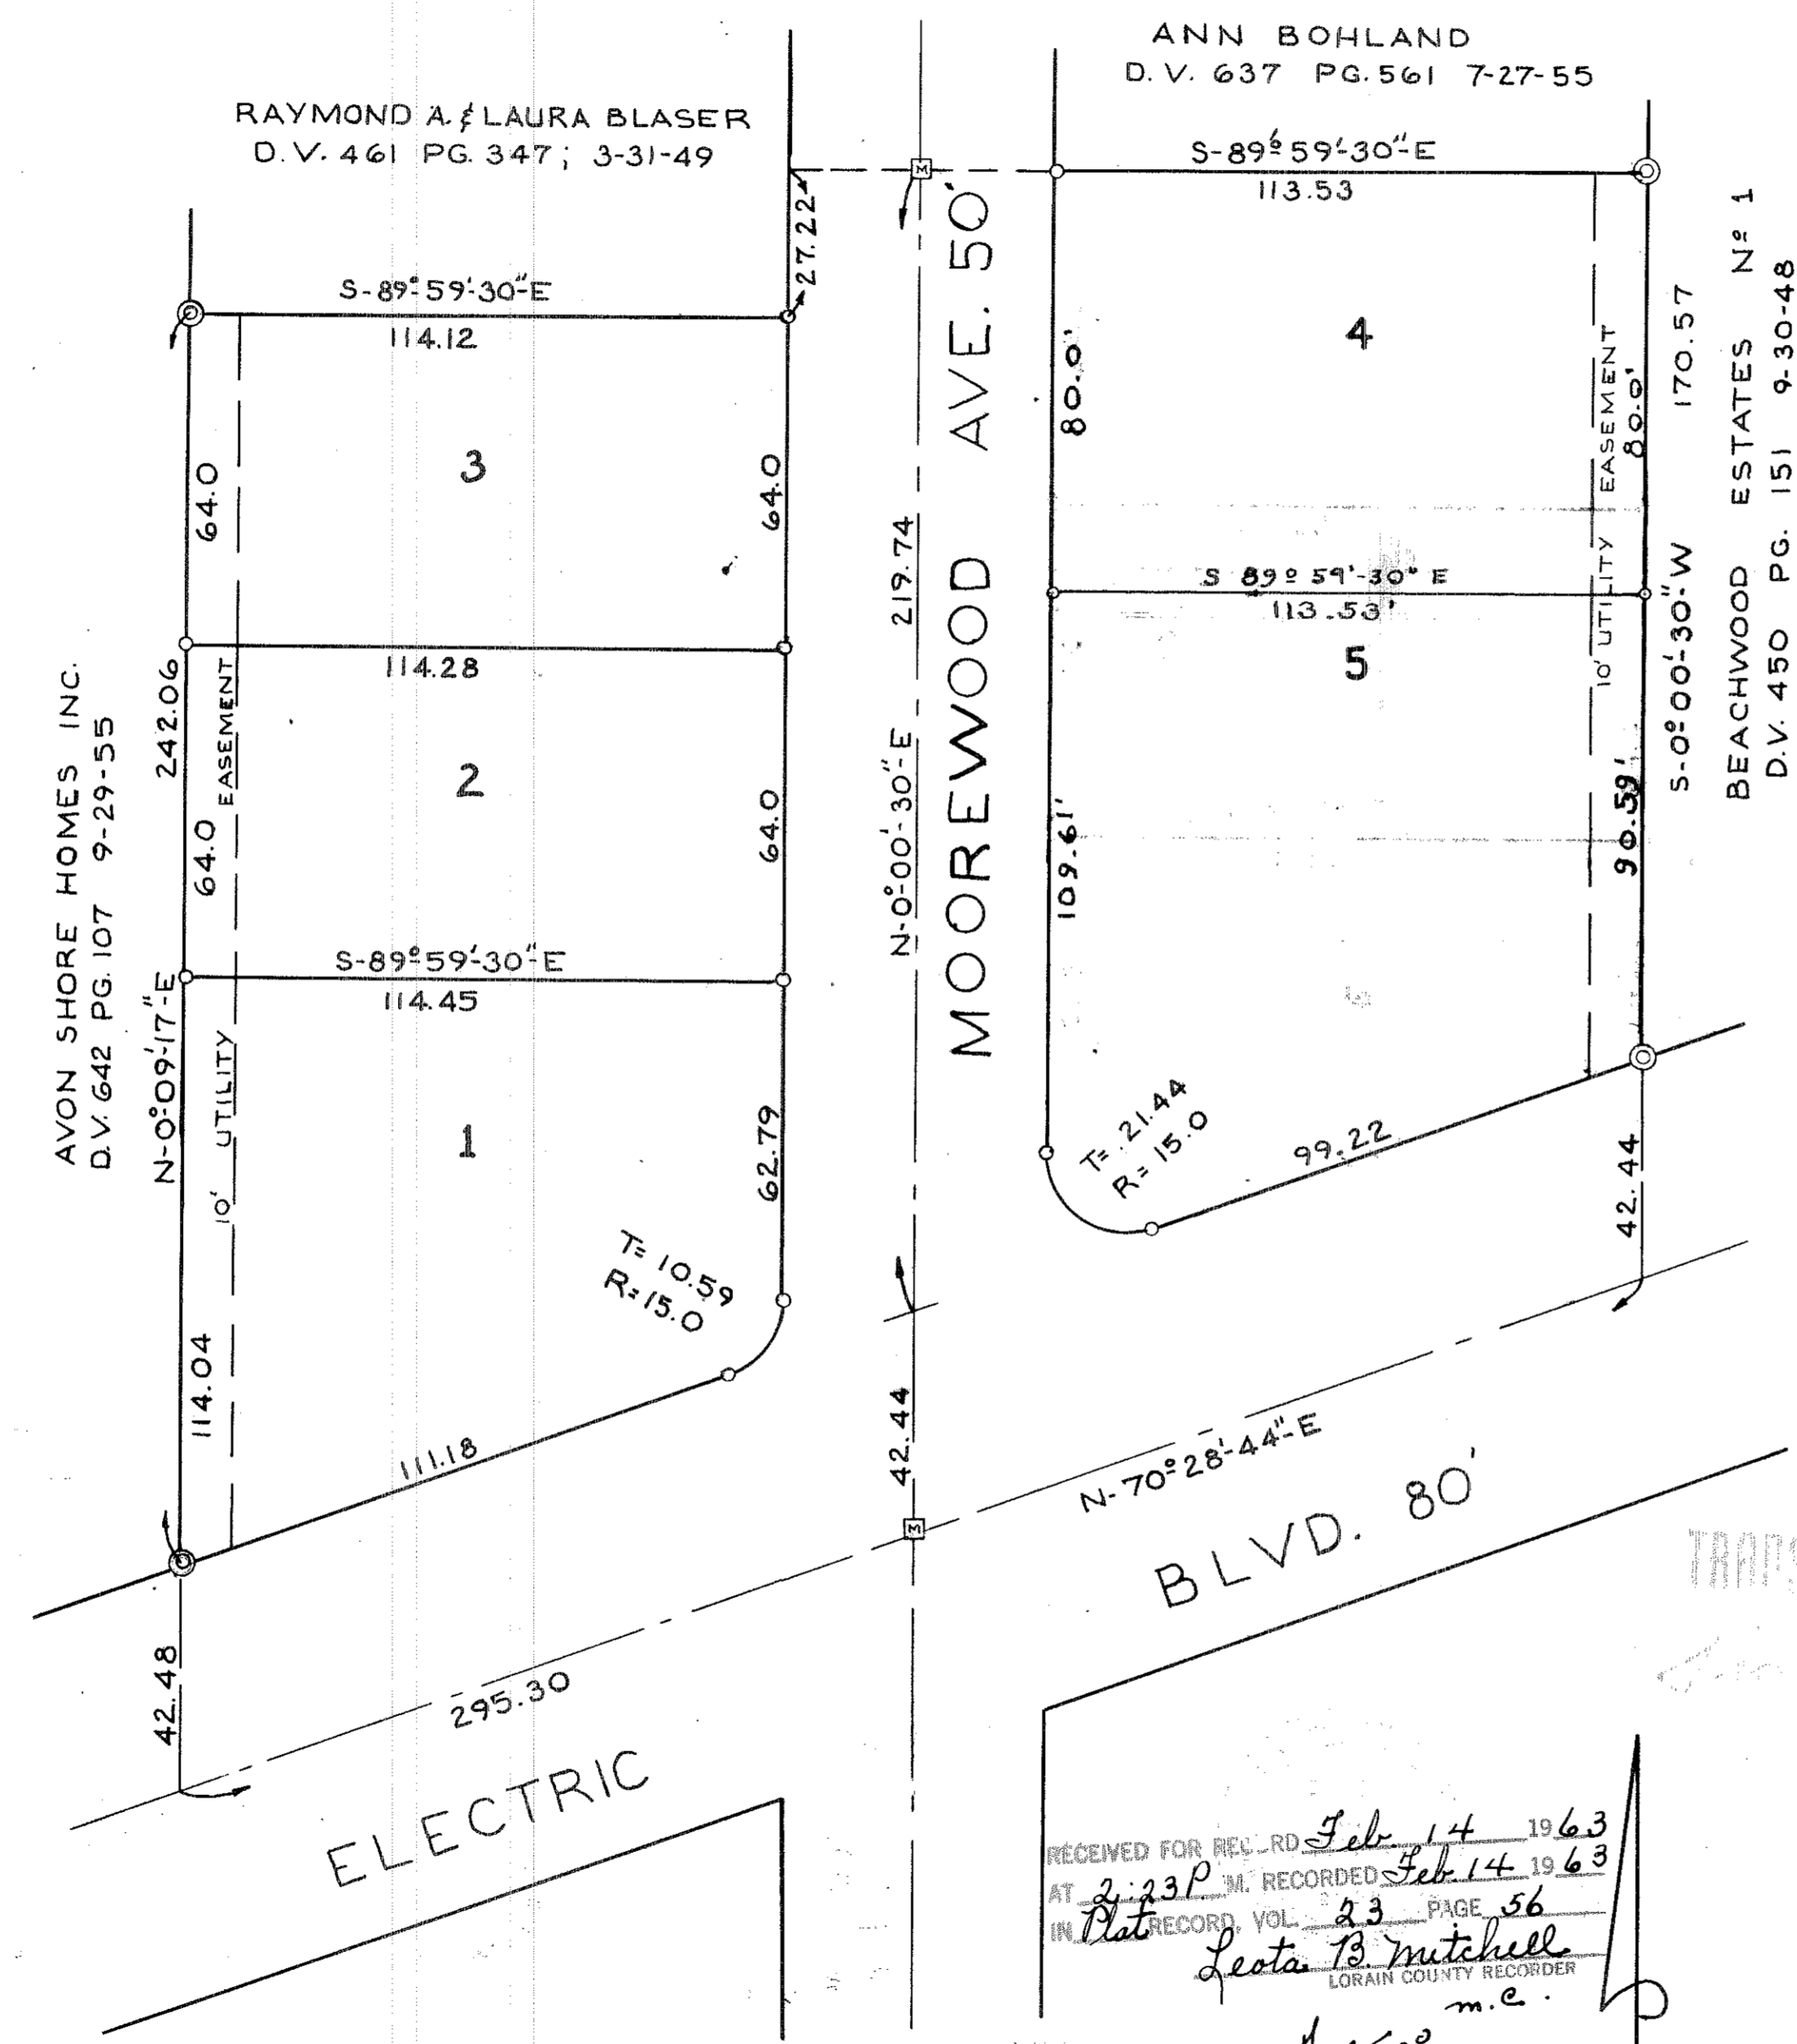 ANN BOHLAND
D.V. 637 PG. 561 7-27-55
RAYMOND A. & LAURA BLASER
D.V. 461 PG. 347; 3-31-49
S-89°-59'-30"-E
113.53
27.22
S-89°-59'-30"-E
114.12
MOOREWOOD AVE. 50'
N-0°-00'-30"-E 219.74
3
64.0
64.0
4
80.0'
80.0'
10' UTILITY EASEMENT
S-0°-00'-30"-W 170.57
BEACHWOOD ESTATES Nº 1
D.V. 450 PG. 151 9-30-48
S 89º 59'-30" E
113.53'
114.28
5
109.61'
90.59'
AVON SHORE HOMES INC.
D.V. 642 PG. 107 9-29-55
N-0°-09'-17"-E 242.06
10' UTILITY EASEMENT
2
64.0
64.0
S-89°-59'-30"-E
114.45
1
62.79
114.04
T= 10.59
R= 15.0
111.18
T= 21.44
R= 15.0
99.22
42.44
M
42.44
M
N-70°-28'-44"-E
BLVD. 80'
42.48
295.30
ELECTRIC
RECEIVED FOR REC RD Feb. 14 1963
AT 2:23 P. M. RECORDED Feb. 14 1963
IN Plat RECORD, VOL. 23 PAGE 56
Leota B. Mitchell
LORAIN COUNTY RECORDER
m.c.